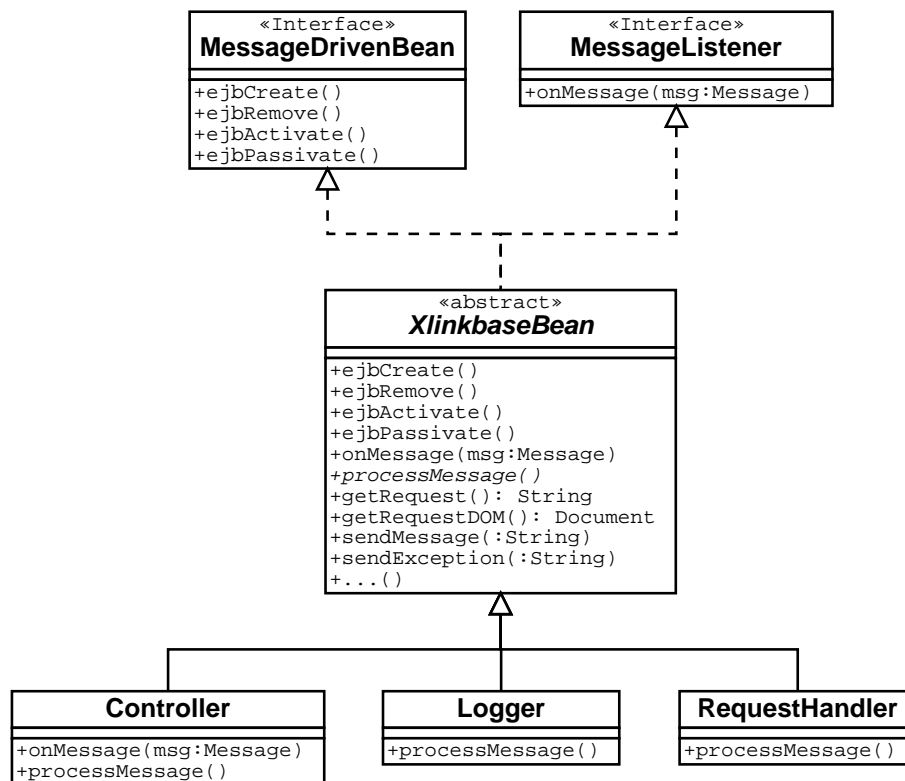 «Interface»
MessageDrivenBean
+ejbCreate()
+ejbRemove()
+ejbActivate()
+ejbPassivate()
«Interface»
MessageListener
+onMessage(msg:Message)
«abstract»
XlinkbaseBean
+ejbCreate()
+ejbRemove()
+ejbActivate()
+ejbPassivate()
+onMessage(msg:Message)
+processMessage()
+getRequest(): String
+getRequestDOM(): Document
+sendMessage(:String)
+sendException(:String)
+...()
Controller
+onMessage(msg:Message)
+processMessage()
Logger
+processMessage()
RequestHandler
+processMessage()